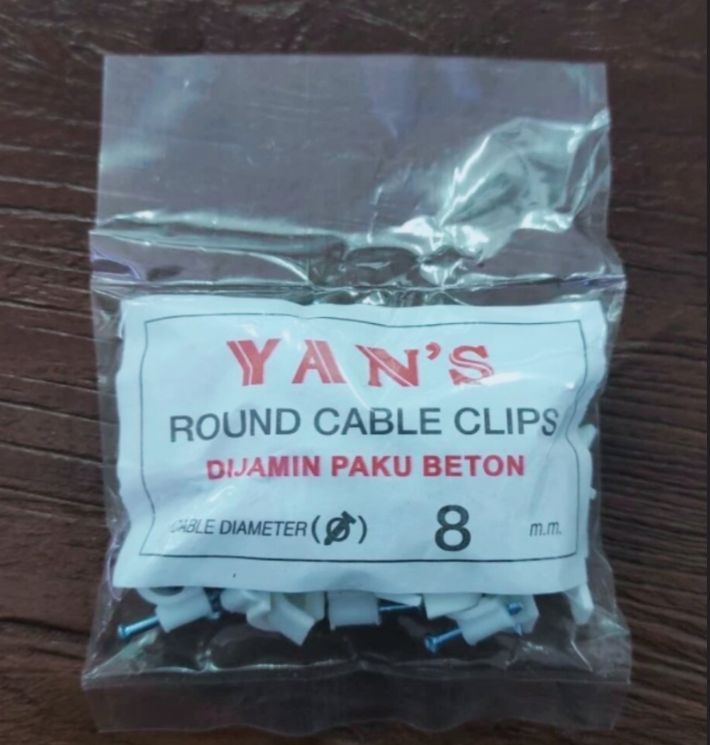 YAN'S
ROUND CABLE CLIPS
DIJAMIN PAKU BETON
CABLE DIAMETER (Ø) 8 m.m.